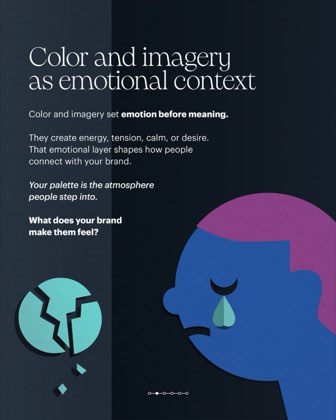 Color and imagery
as emotional context
Color and imagery set emotion before meaning.
They create energy, tension, calm, or desire.
That emotional layer shapes how people
connect with your brand.
Your palette is the atmosphere
people step into.
What does your brand
make them feel?